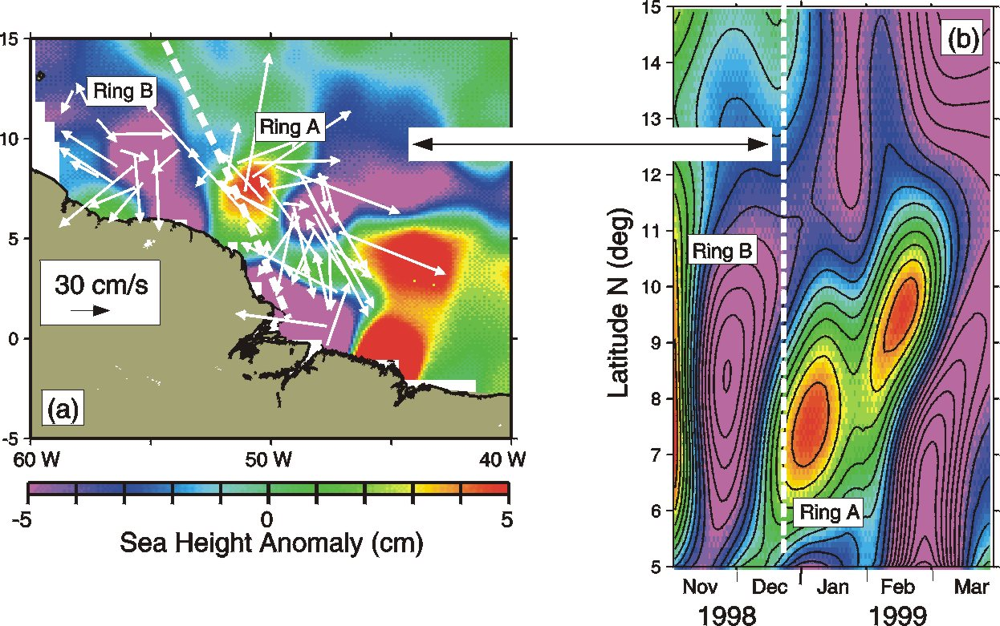 15
10
5
0
-5
Ring B
Ring A
30 cm/s
(a)
60 W
50 W
40 W
-5
0
5
Sea Height Anomaly (cm)
15
14
13
12
11
10
9
8
7
6
5
Latitude N (deg)
(b)
Ring B
Ring A
Nov Dec Jan Feb Mar
1998 1999